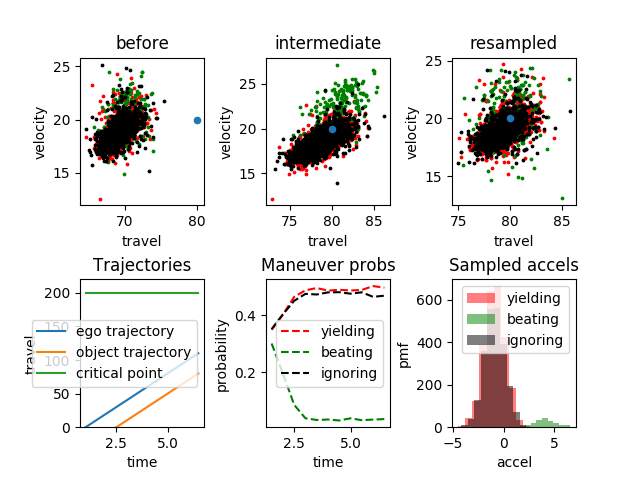 before
intermediate
resampled
25
20
15
velocity
70
80
travel
25
20
15
velocity
75
80
85
travel
25
20
15
velocity
75
80
85
travel
Trajectories
200
150
100
50
0
travel
ego trajectory
object trajectory
critical point
2.5
5.0
time
Maneuver probs
0.4
0.2
probability
yielding
beating
ignoring
2.5
5.0
time
Sampled accels
600
400
200
0
pmf
yielding
beating
ignoring
−5
0
5
accel